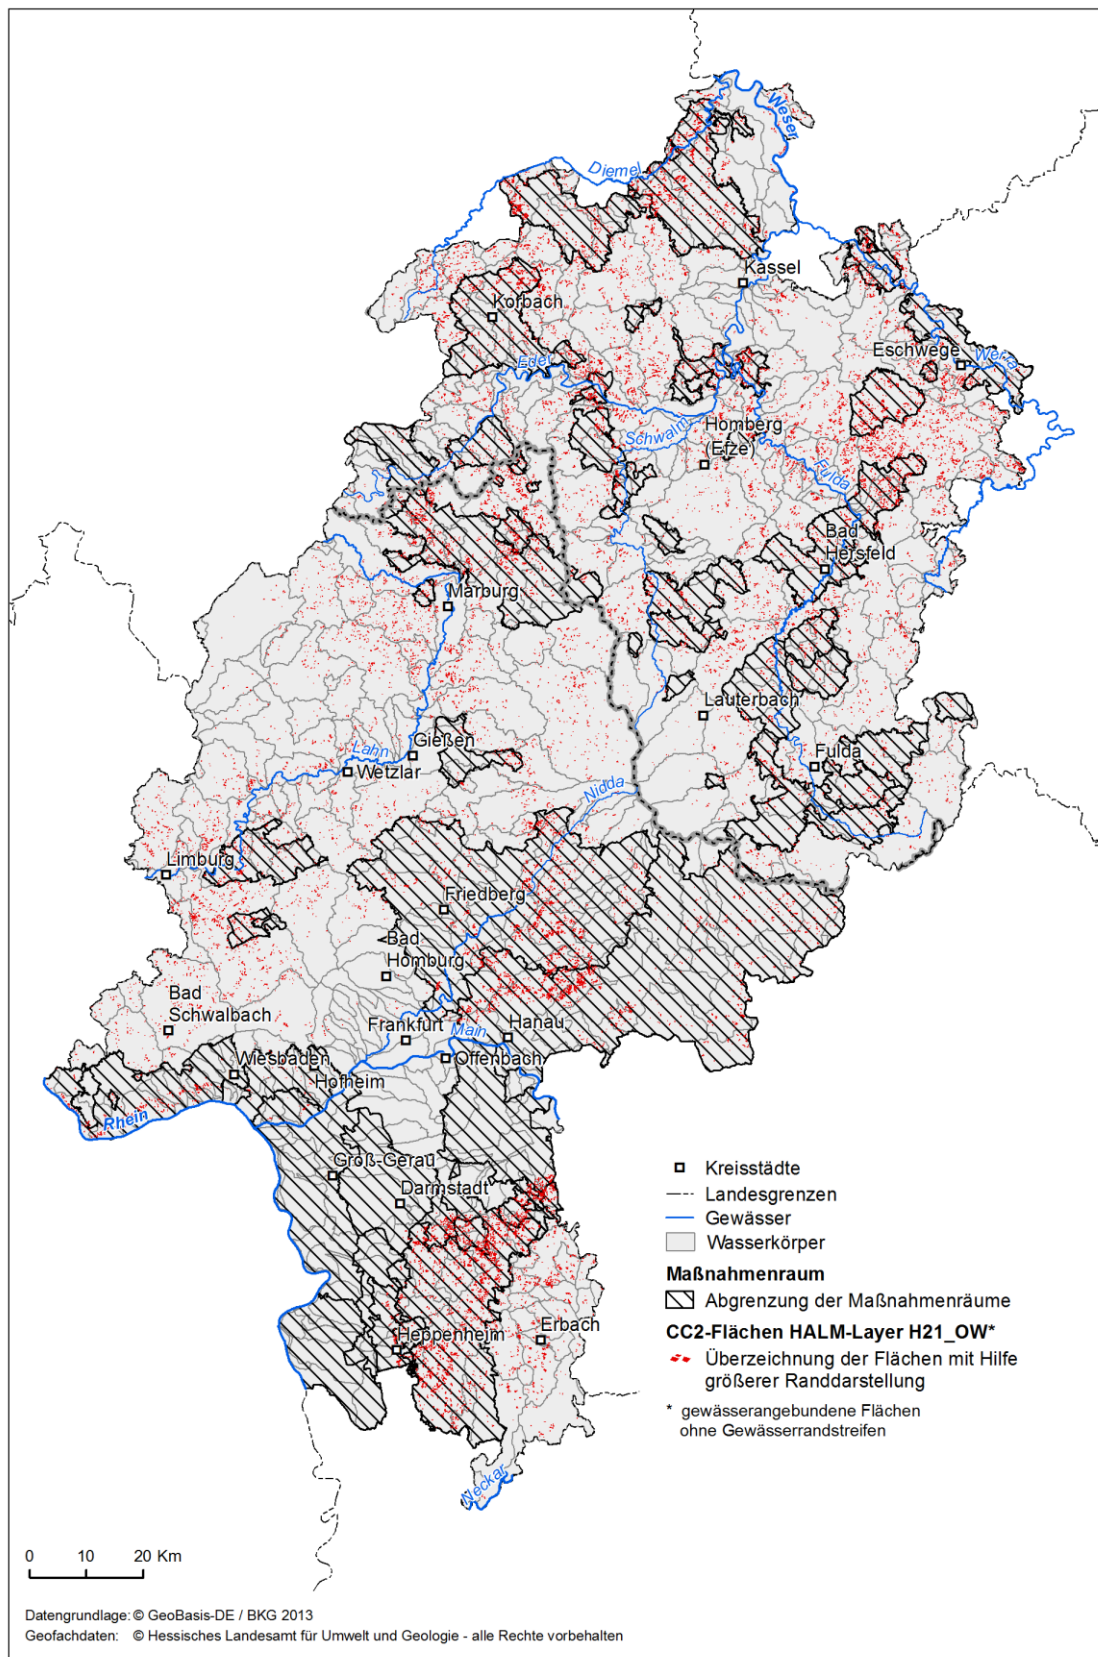 Weser
Diemel
Kassel
Korbach
Eder
Eschwege
Werra
Schwalm
Homberg
Efze
Fulda
Bad
Hersfeld
Marburg
Lauterbach
Gießen
Lahn
Wetzlar
Fulda
Nidda
Limburg
Friedberg
Bad
Homburg
Bad
Schwalbach
Frankfurt
Main
Hanau
Offenbach
Wiesbaden
Hofheim
Rhein
Groß-Gerau
Darmstadt
Heppenheim
Erbach
Neckar
Kreisstädte
Landesgrenzen
Gewässer
Wasserkörper
Maßnahmenraum
Abgrenzung der Maßnahmenräume
CC2-Flächen HALM-Layer H21_OW*
Überzeichnung der Flächen mit Hilfe
größerer Randdarstellung
* gewässerangebundene Flächen
ohne Gewässerrandstreifen
0 10 20 Km
Datengrundlage: © GeoBasis-DE / BKG 2013
Geofachdaten: © Hessisches Landesamt für Umwelt und Geologie - alle Rechte vorbehalten